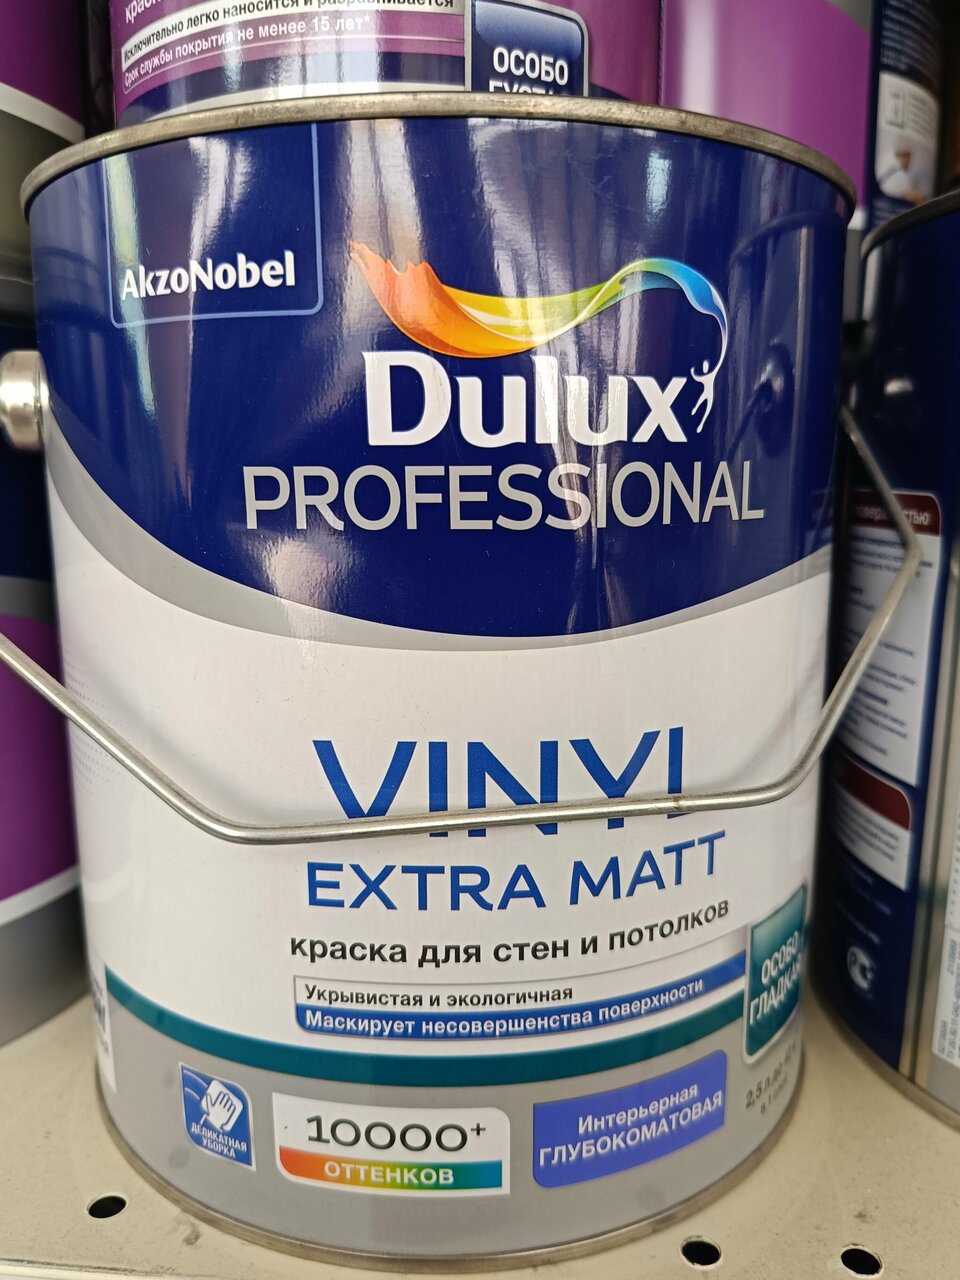 Исключительно легко наносится и разравнивается
Срок службы покрытия не менее 15 лет*
ОСОБО
AkzoNobel
Dulux
PROFESSIONAL
VINYL
EXTRA MATT
краска для стен и потолков
Укрывистая и экологичная
Маскирует несовершенства поверхности
ОСОБО
ГЛАДКАЯ
ДЕЛИКАТНАЯ
УБОРКА
10000+
ОТТЕНКОВ
Интерьерная
ГЛУБОКОМАТОВАЯ